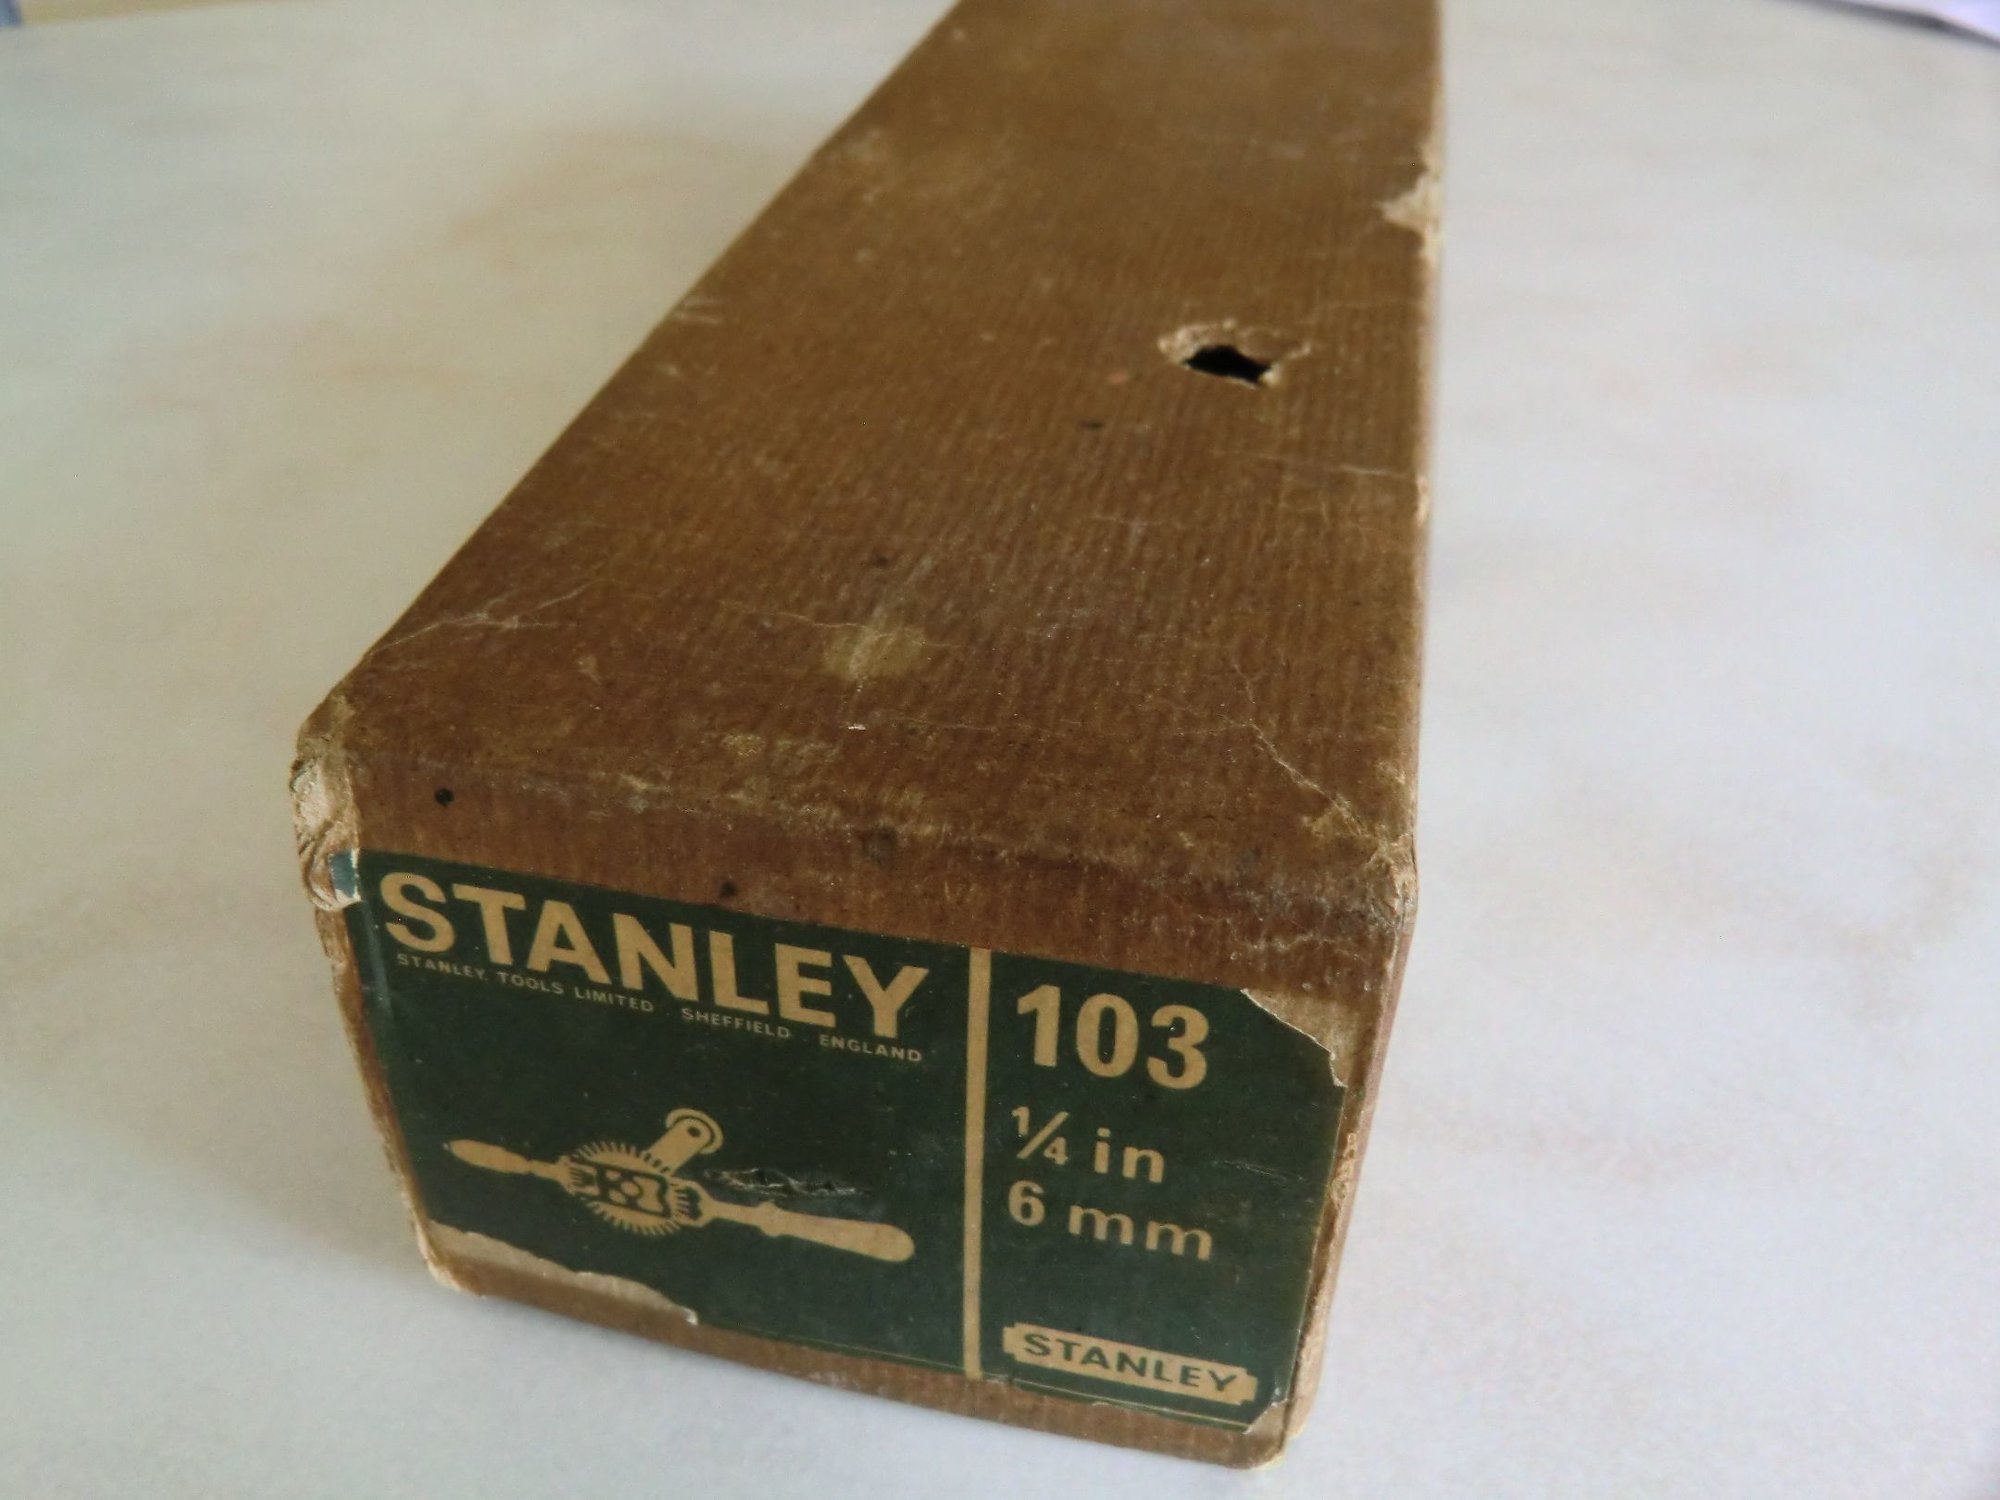 STANLEY
STANLEY TOOLS LIMITED SHEFFIELD ENGLAND
103
1/4 in
6 mm
STANLEY